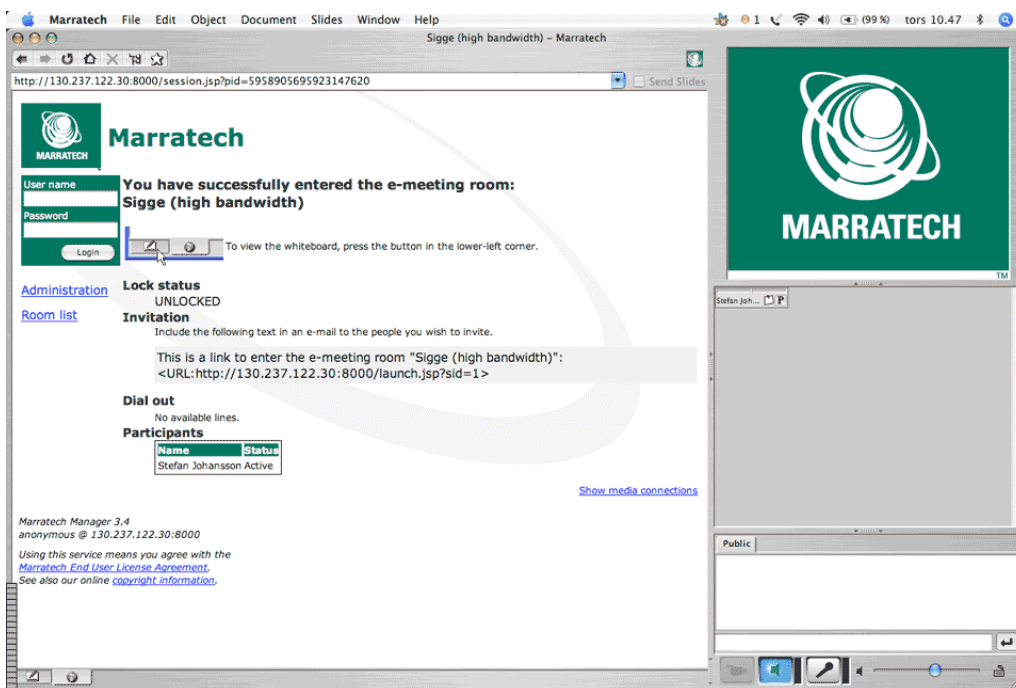 Marratech File Edit Object Document Slides Window Help
1 (99 %) tors 10.47
Sigge (high bandwidth) – Marratech
http://130.237.122.30:8000/session.jsp?pid=5958905695923147620
Send Slides
MARRATECH
Marratech
User name
Password
Login
You have successfully entered the e-meeting room:
Sigge (high bandwidth)
To view the whiteboard, press the button in the lower-left corner.
Administration
Room list
Lock status
UNLOCKED
Invitation
Include the following text in an e-mail to the people you wish to invite.
This is a link to enter the e-meeting room "Sigge (high bandwidth)":
<URL:http://130.237.122.30:8000/launch.jsp?sid=1>
Dial out
No available lines.
Participants
Name Status
Stefan Johansson Active
Show media connections
Marratech Manager 3.4
anonymous @ 130.237.122.30:8000
Using this service means you agree with the
Marratech End User License Agreement.
See also our online copyright information.
MARRATECH
TM
Stefan Joh... P
Public